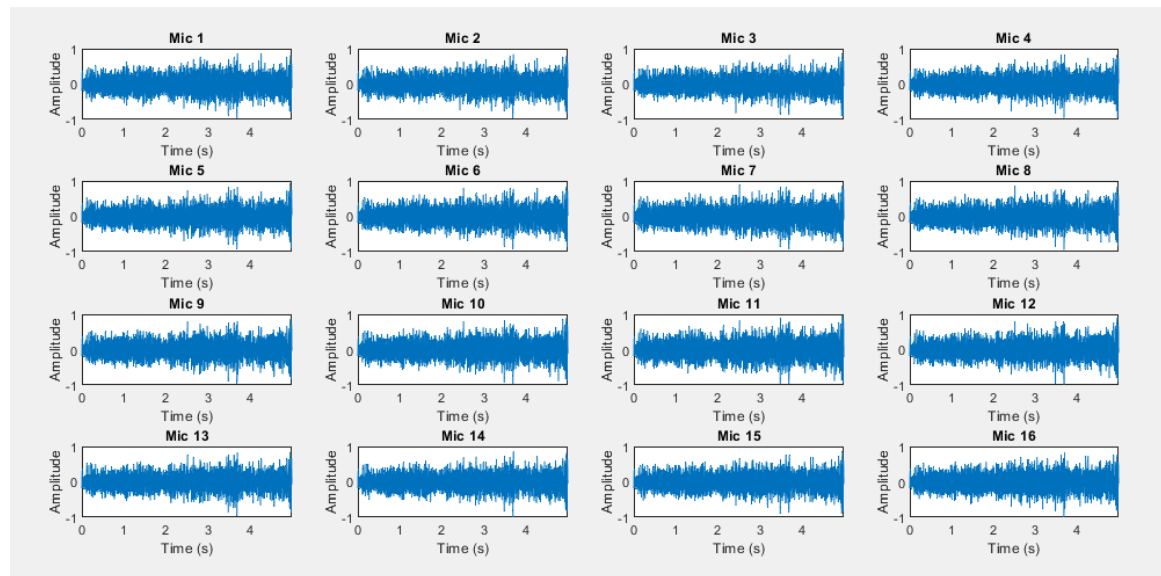 Mic 1 Mic 2 Mic 3 Mic 4
1 1 1 1
Amplitude Amplitude Amplitude Amplitude
0 0 0 0
-1 -1 -1 -1
0 1 2 3 4 0 1 2 3 4 0 1 2 3 4 0 1 2 3 4
Time (s) Time (s) Time (s) Time (s)
Mic 5 Mic 6 Mic 7 Mic 8
1 1 1 1
Amplitude Amplitude Amplitude Amplitude
0 0 0 0
-1 -1 -1 -1
0 1 2 3 4 0 1 2 3 4 0 1 2 3 4 0 1 2 3 4
Time (s) Time (s) Time (s) Time (s)
Mic 9 Mic 10 Mic 11 Mic 12
1 1 1 1
Amplitude Amplitude Amplitude Amplitude
0 0 0 0
-1 -1 -1 -1
0 1 2 3 4 0 1 2 3 4 0 1 2 3 4 0 1 2 3 4
Time (s) Time (s) Time (s) Time (s)
Mic 13 Mic 14 Mic 15 Mic 16
1 1 1 1
Amplitude Amplitude Amplitude Amplitude
0 0 0 0
-1 -1 -1 -1
0 1 2 3 4 0 1 2 3 4 0 1 2 3 4 0 1 2 3 4
Time (s) Time (s) Time (s) Time (s)